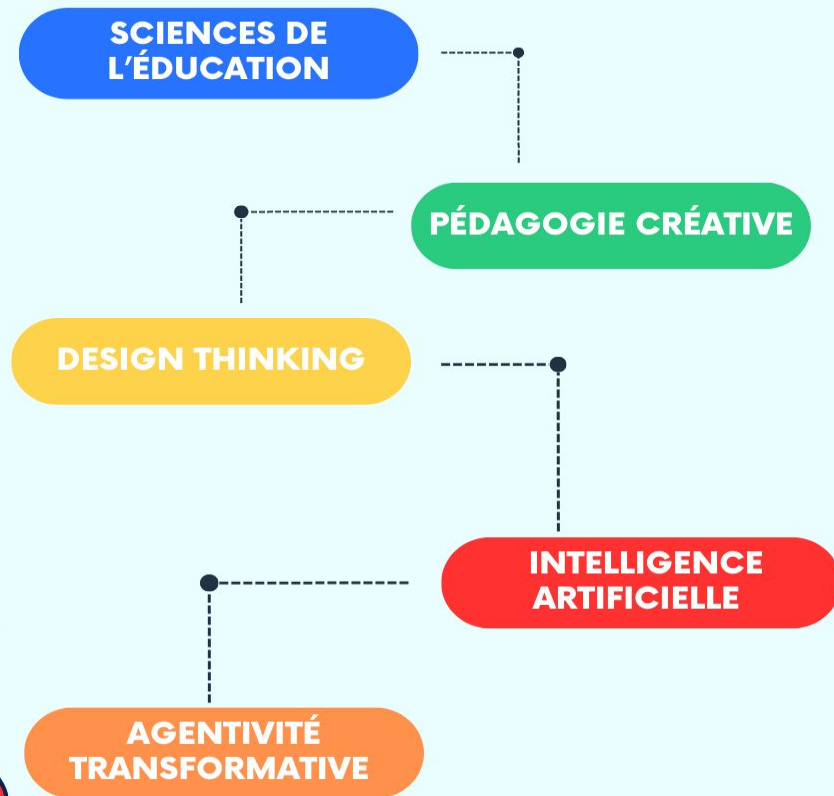 SCIENCES DE
L'ÉDUCATION
PÉDAGOGIE CRÉATIVE
DESIGN THINKING
INTELLIGENCE
ARTIFICIELLE
AGENTIVITÉ
TRANSFORMATIVE